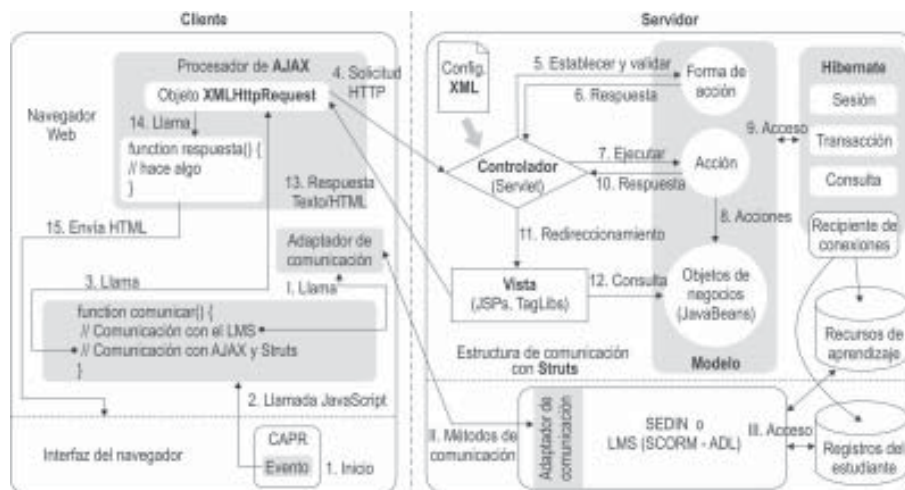 Cliente
Servidor
Procesador de AJAX
Objeto XMLHttpRequest
Navegador
Web
14. Llama
function respuesta() {
// hace algo
}
4. Solicitud
HTTP
13. Respuesta
Texto/HTML
15. Envía HTML
Adaptador de
comunicación
3. Llama
I. Llama
function comunicar() {
// Comunicación con el LMS
// Comunicación con AJAX y Struts
}
2. Llamada JavaScript
Interfaz del navegador
CAPR
Evento
1. Inicio
Config.
XML
5. Establecer y validar
6. Respuesta
Forma de
acción
Controlador
(Servlet)
7. Ejecutar
10. Respuesta
Acción
9. Acceso
8. Acciones
11. Redireccionamiento
Vista
(JSPs, TagLibs)
12. Consulta
Objetos de
negocios
(JavaBeans)
Modelo
Estructura de comunicación
con Struts
Hibernate
Sesión
Transacción
Consulta
Recipiente de
conexiones
Recursos de
aprendizaje
II. Métodos de
comunicación
Adaptador de
comunicación
SEDIN o
LMS (SCORM - ADL)
III. Acceso
Registros del
estudiante